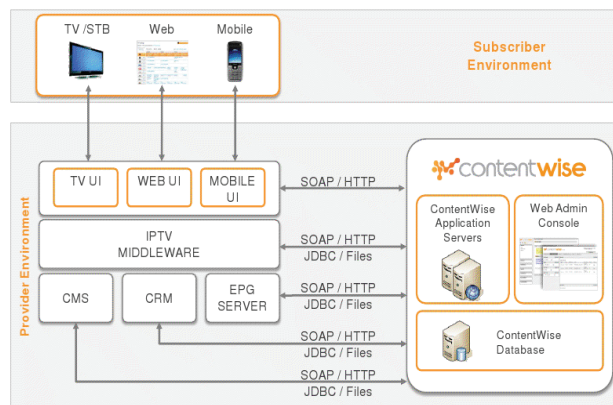 TV /STB
Web
Mobile
Subscriber
Environment
Provider Environment
TV UI
WEB UI
MOBILE
UI
SOAP / HTTP
contentwise
IPTV
MIDDLEWARE
SOAP / HTTP
JDBC / Files
ContentWise
Application
Servers
Web Admin
Console
CMS
CRM
EPG
SERVER
SOAP / HTTP
JDBC / Files
SOAP / HTTP
JDBC / Files
ContentWise
Database
SOAP / HTTP
JDBC / Files